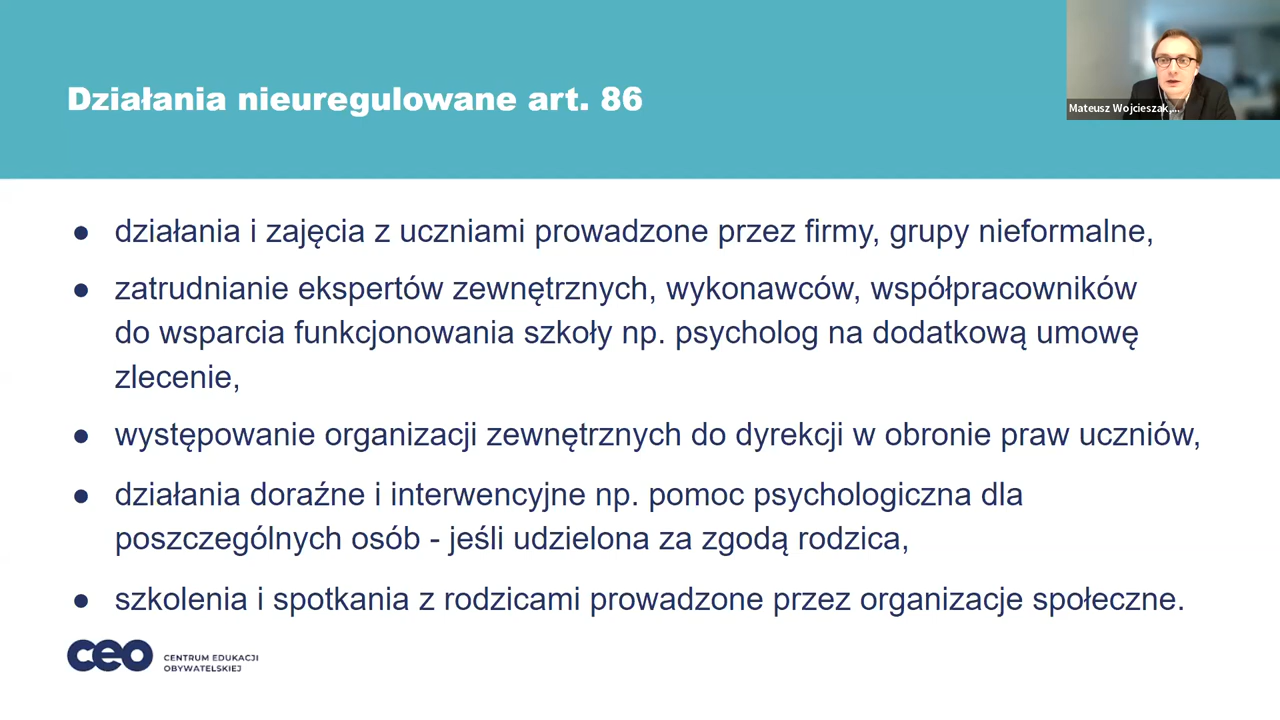 Działania nieuregulowane art. 86
Mateusz Wojcieszak,...
● działania i zajęcia z uczniami prowadzone przez firmy, grupy nieformalne,
● zatrudnianie ekspertów zewnętrznych, wykonawców, współpracowników
do wsparcia funkcjonowania szkoły np. psycholog na dodatkową umowę
zlecenie,
● występowanie organizacji zewnętrznych do dyrekcji w obronie praw uczniów,
● działania doraźne i interwencyjne np. pomoc psychologiczna dla
poszczególnych osób - jeśli udzielona za zgodą rodzica,
● szkolenia i spotkania z rodzicami prowadzone przez organizacje społeczne.
ceo
CENTRUM EDUKACJI
OBYWATELSKIEJ